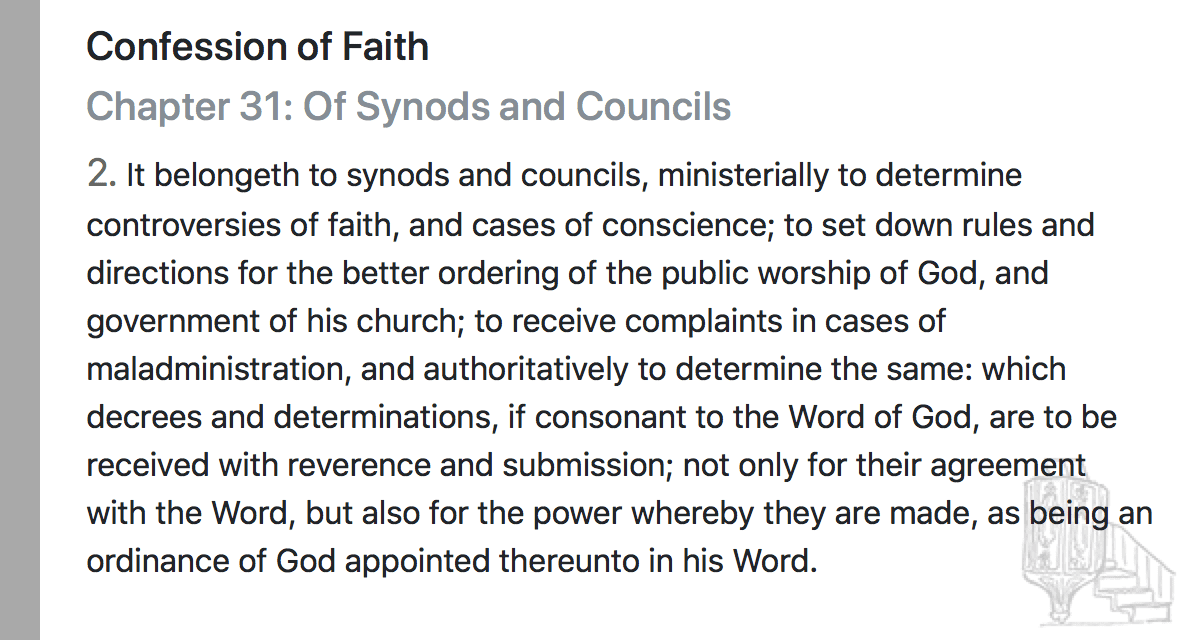 Confession of Faith
Chapter 31: Of Synods and Councils
2. It belongeth to synods and councils, ministerially to determine
controversies of faith, and cases of conscience; to set down rules and
directions for the better ordering of the public worship of God, and
government of his church; to receive complaints in cases of
maladministration, and authoritatively to determine the same: which
decrees and determinations, if consonant to the Word of God, are to be
received with reverence and submission; not only for their agreement
with the Word, but also for the power whereby they are made, as being an
ordinance of God appointed thereunto in his Word.